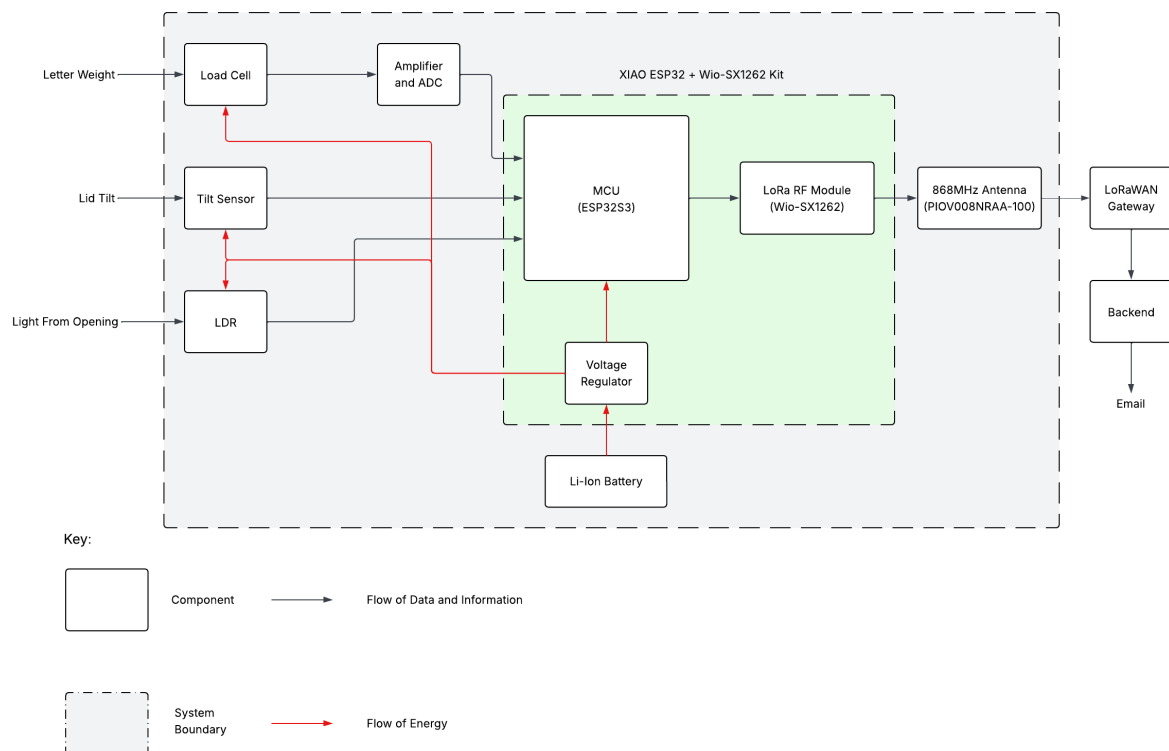 Letter Weight
Load Cell
Amplifier
and ADC
XIAO ESP32 + Wio-SX1262 Kit
Lid Tilt
Tilt Sensor
MCU
(ESP32S3)
LoRa RF Module
(Wio-SX1262)
868MHz Antenna
(PIOV008NRAA-100)
LoRaWAN
Gateway
Light From Opening
LDR
Backend
Voltage
Regulator
Email
Li-Ion Battery
Key:
Component
Flow of Data and Information
System
Boundary
Flow of Energy